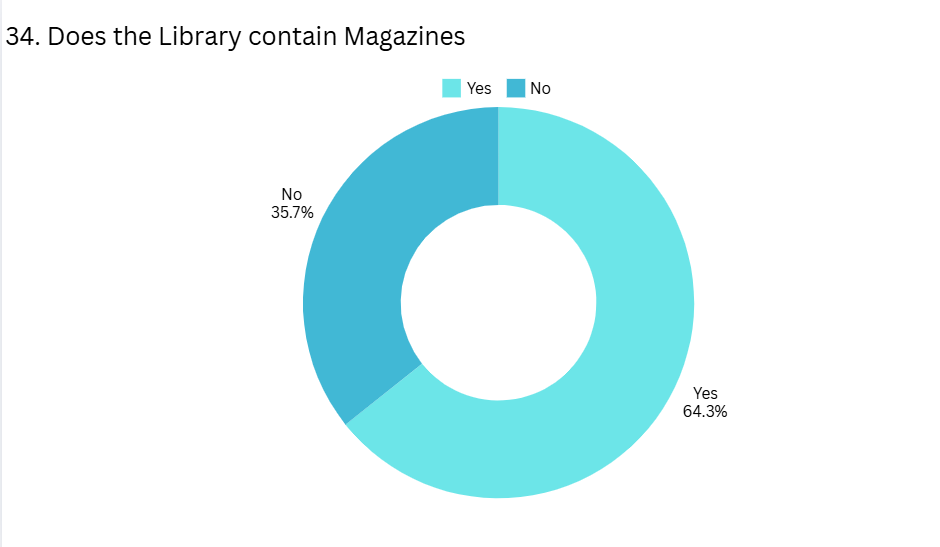 34. Does the Library contain Magazines
Yes No
No
35.7%
Yes
64.3%